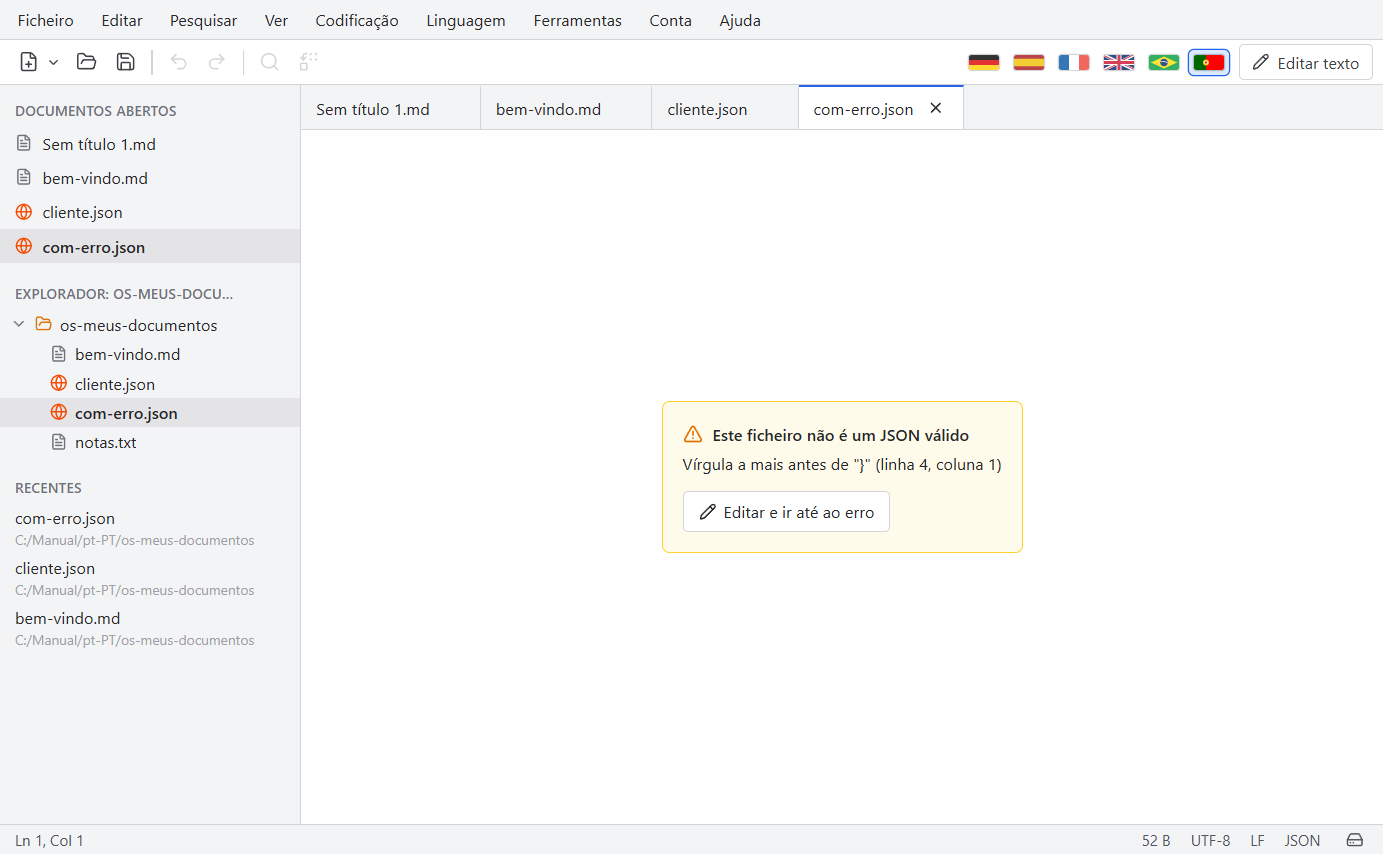 Ficheiro Editar Pesquisar Ver Codificação Linguagem Ferramentas Conta Ajuda
Editar texto
DOCUMENTOS ABERTOS
Sem título 1.md
bem-vindo.md
cliente.json
com-erro.json
EXPLORADOR: OS-MEUS-DOCU...
os-meus-documentos
bem-vindo.md
cliente.json
com-erro.json
notas.txt
RECENTES
com-erro.json
C:/Manual/pt-PT/os-meus-documentos
cliente.json
C:/Manual/pt-PT/os-meus-documentos
bem-vindo.md
C:/Manual/pt-PT/os-meus-documentos
Sem título 1.md bem-vindo.md cliente.json com-erro.json
Este ficheiro não é um JSON válido
Vírgula a mais antes de "}" (linha 4, coluna 1)
Editar e ir até ao erro
Ln 1, Col 1 52 B UTF-8 LF JSON